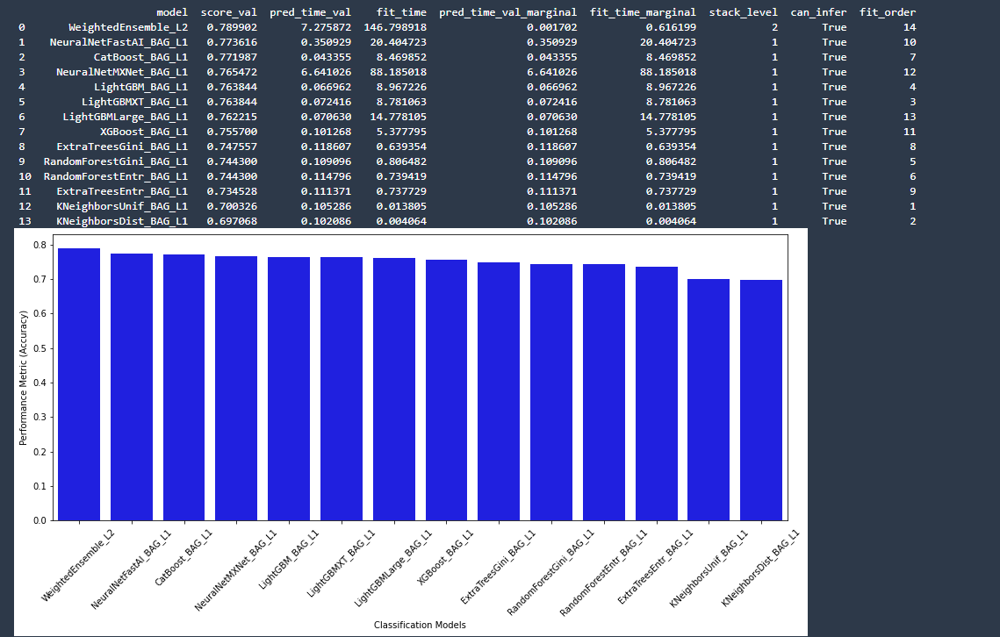 model score_val pred_time_val fit_time pred_time_val_marginal fit_time_marginal stack_level can_infer fit_order
0 WeightedEnsemble_L2 0.789902 7.275872 146.798918 0.001702 0.616199 2 True 14
1 NeuralNetFastAI_BAG_L1 0.773616 0.350929 20.404723 0.350929 20.404723 1 True 10
2 CatBoost_BAG_L1 0.771987 0.043355 8.469852 0.043355 8.469852 1 True 7
3 NeuralNetMXNet_BAG_L1 0.765472 6.641026 88.185018 6.641026 88.185018 1 True 12
4 LightGBM_BAG_L1 0.763844 0.066962 8.967226 0.066962 8.967226 1 True 4
5 LightGBMXT_BAG_L1 0.763844 0.072416 8.781063 0.072416 8.781063 1 True 3
6 LightGBMLarge_BAG_L1 0.762215 0.070630 14.778105 0.070630 14.778105 1 True 13
7 XGBoost_BAG_L1 0.755700 0.101268 5.377795 0.101268 5.377795 1 True 11
8 ExtraTreesGini_BAG_L1 0.747557 0.118607 0.639354 0.118607 0.639354 1 True 8
9 RandomForestGini_BAG_L1 0.744300 0.109096 0.806482 0.109096 0.806482 1 True 5
10 RandomForestEntr_BAG_L1 0.744300 0.114796 0.739419 0.114796 0.739419 1 True 6
11 ExtraTreesEntr_BAG_L1 0.734528 0.111371 0.737729 0.111371 0.737729 1 True 9
12 KNeighborsUnif_BAG_L1 0.700326 0.105286 0.013805 0.105286 0.013805 1 True 1
13 KNeighborsDist_BAG_L1 0.697068 0.102086 0.004064 0.102086 0.004064 1 True 2
Performance Metric (Accuracy)
0.8
0.7
0.6
0.5
0.4
0.3
0.2
0.1
0.0
WeightedEnsemble_L2
NeuralNetFastAI_BAG_L1
CatBoost_BAG_L1
NeuralNetMXNet_BAG_L1
LightGBM_BAG_L1
LightGBMXT_BAG_L1
LightGBMLarge_BAG_L1
XGBoost_BAG_L1
ExtraTreesGini_BAG_L1
RandomForestGini_BAG_L1
RandomForestEntr_BAG_L1
ExtraTreesEntr_BAG_L1
KNeighborsUnif_BAG_L1
KNeighborsDist_BAG_L1
Classification Models